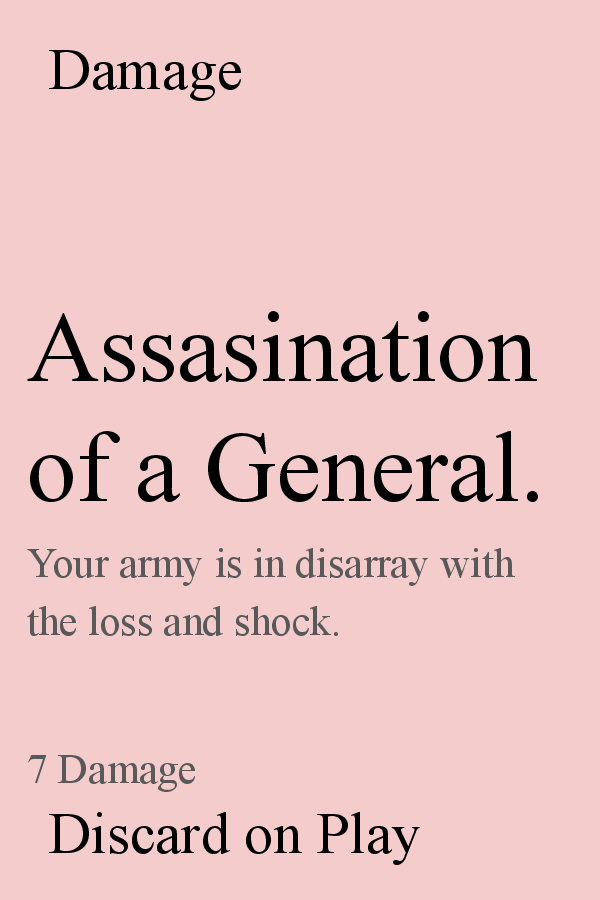 Damage
Assasination
of a General.
Your army is in disarray with
the loss and shock.
7 Damage
Discard on Play